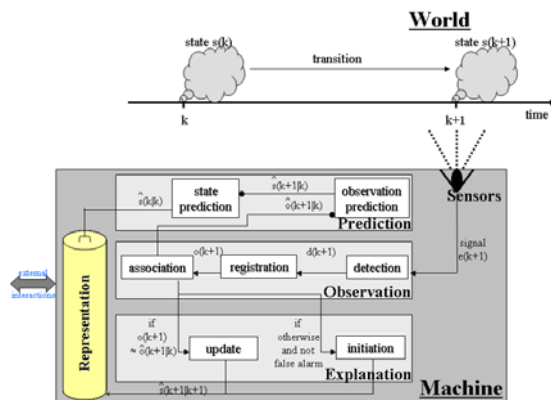 World
state s(k)
state s(k+1)
transition
k
k+1
time
Sensors
signal
e(k+1)
ŝ(k+1|k)
state
prediction
observation
prediction
ŝ(k|k)
ô(k+1|k)
Prediction
o(k+1)
d(k+1)
association
registration
detection
Observation
external
interactions
Representation
if
o(k+1)
≈ ô(k+1|k)
update
if
otherwise
and not
false alarm
initiation
Explanation
ŝ(k+1|k+1)
Machine